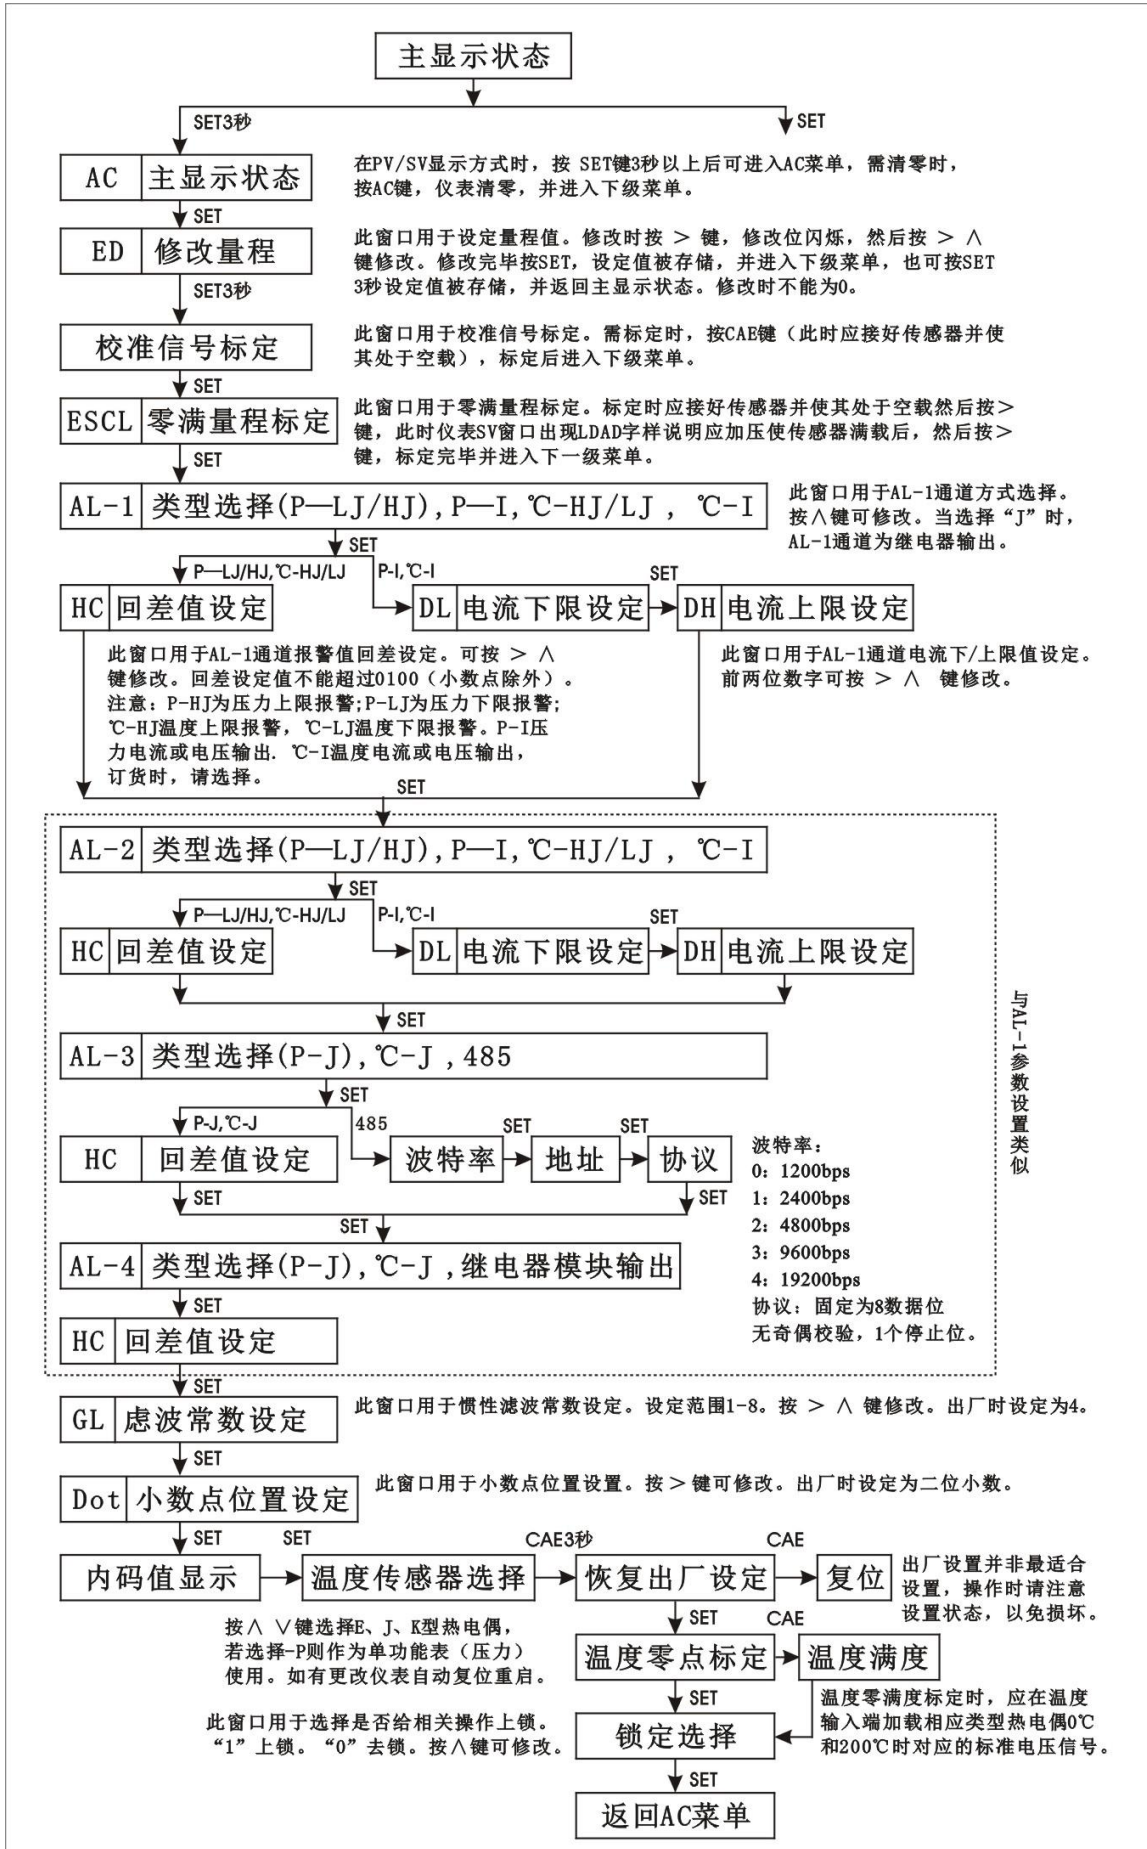 主显示状态
SET3秒
SET
AC 主显示状态
在PV/SV显示方式时，按 SET键3秒以上后可进入AC菜单，需清零时，
按AC键，仪表清零，并进入下级菜单。
SET
ED 修改量程
此窗口用于设定量程值。修改时按 > 键，修改位闪烁，然后按 > ∧
键修改。修改完毕按SET，设定值被存储，并进入下级菜单，也可按SET
3秒设定值被存储，并返回主显示状态。修改时不能为0。
SET3秒
校准信号标定
此窗口用于校准信号标定。需标定时，按CAE键（此时应接好传感器并使
其处于空载），标定后进入下级菜单。
SET
ESCL 零满量程标定
此窗口用于零满量程标定。标定时应接好传感器并使其处于空载然后按>
键，此时仪表SV窗口出现LDAD字样说明应加压使传感器满载后，然后按>
键，标定完毕并进入下一级菜单。
SET
AL-1 类型选择(P—LJ/HJ),P—I,℃-HJ/LJ , ℃-I
此窗口用于AL-1通道方式选择。
按∧键可修改。当选择“J”时，
AL-1通道为继电器输出。
SET
P—LJ/HJ,℃-HJ/LJ
P-I,℃-I
SET
HC 回差值设定
DL 电流下限设定
DH 电流上限设定
此窗口用于AL-1通道报警值回差设定。可按 > ∧
键修改。回差设定值不能超过0100（小数点除外）。
注意：P-HJ为压力上限报警;P-LJ为压力下限报警;
℃-HJ温度上限报警，℃-LJ温度下限报警。P-I压
力电流或电压输出. ℃-I温度电流或电压输出，
订货时，请选择。
此窗口用于AL-1通道电流下/上限值设定。
前两位数字可按 > ∧ 键修改。
SET
AL-2 类型选择(P—LJ/HJ),P—I,℃-HJ/LJ , ℃-I
SET
P—LJ/HJ,℃-HJ/LJ
P-I,℃-I
SET
HC 回差值设定
DL 电流下限设定
DH 电流上限设定
SET
与AL-1参数设置类似
AL-3 类型选择(P-J),℃-J ,485
SET
P-J,℃-J
485
SET
SET
HC 回差值设定
波特率
地址
协议
SET
SET
SET
波特率：
0：1200bps
1：2400bps
2：4800bps
3：9600bps
4：19200bps
协议：固定为8数据位
无奇偶校验，1个停止位。
AL-4 类型选择(P-J),℃-J ,继电器模块输出
SET
HC 回差值设定
SET
GL 虑波常数设定
此窗口用于惯性滤波常数设定。设定范围1-8。按 > ∧ 键修改。出厂时设定为4。
SET
Dot 小数点位置设定
此窗口用于小数点位置设置。按 > 键可修改。出厂时设定为二位小数。
SET
SET
CAE3秒
CAE
内码值显示
温度传感器选择
恢复出厂设定
复位
出厂设置并非最适合
设置，操作时请注意
设置状态，以免损坏。
按∧ ∨键选择E、J、K型热电偶，
若选择-P则作为单功能表（压力）
使用。如有更改仪表自动复位重启。
SET
CAE
温度零点标定
温度满度
温度零满度标定时，应在温度
输入端加载相应类型热电偶0℃
和200℃时对应的标准电压信号。
SET
此窗口用于选择是否给相关操作上锁。
“1”上锁。“0”去锁。按∧键可修改。
锁定选择
SET
返回AC菜单